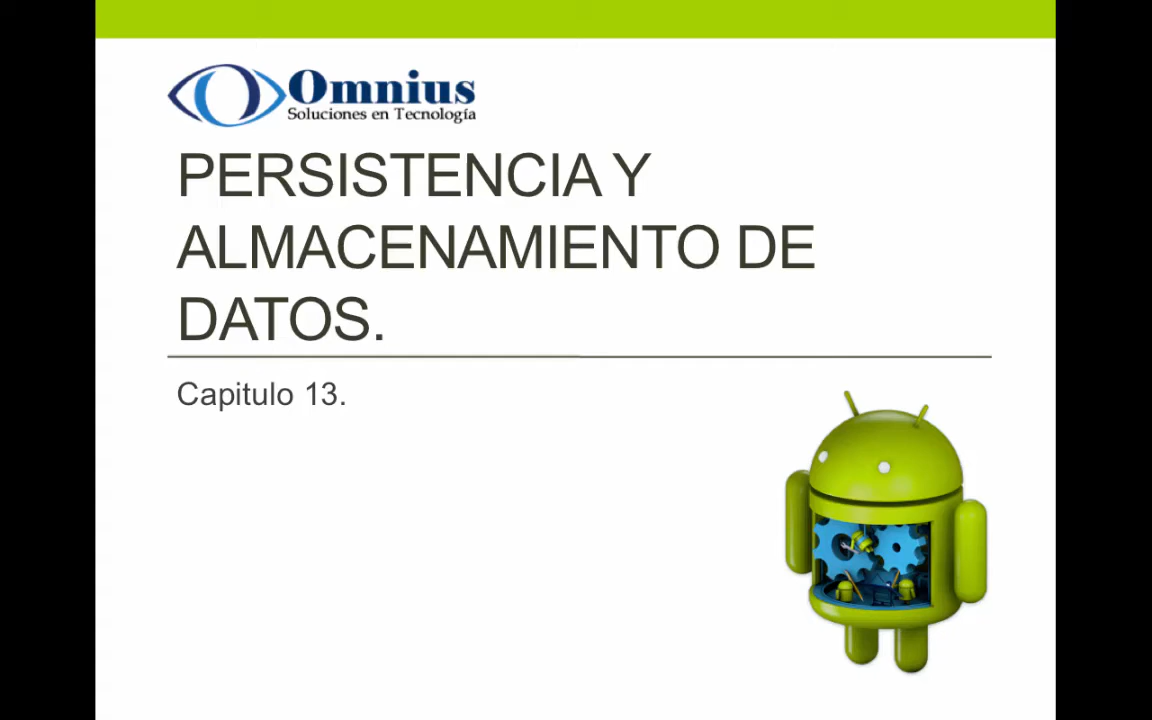 Omnius
Soluciones en Tecnología
PERSISTENCIA Y
ALMACENAMIENTO DE
DATOS.
Capitulo 13.